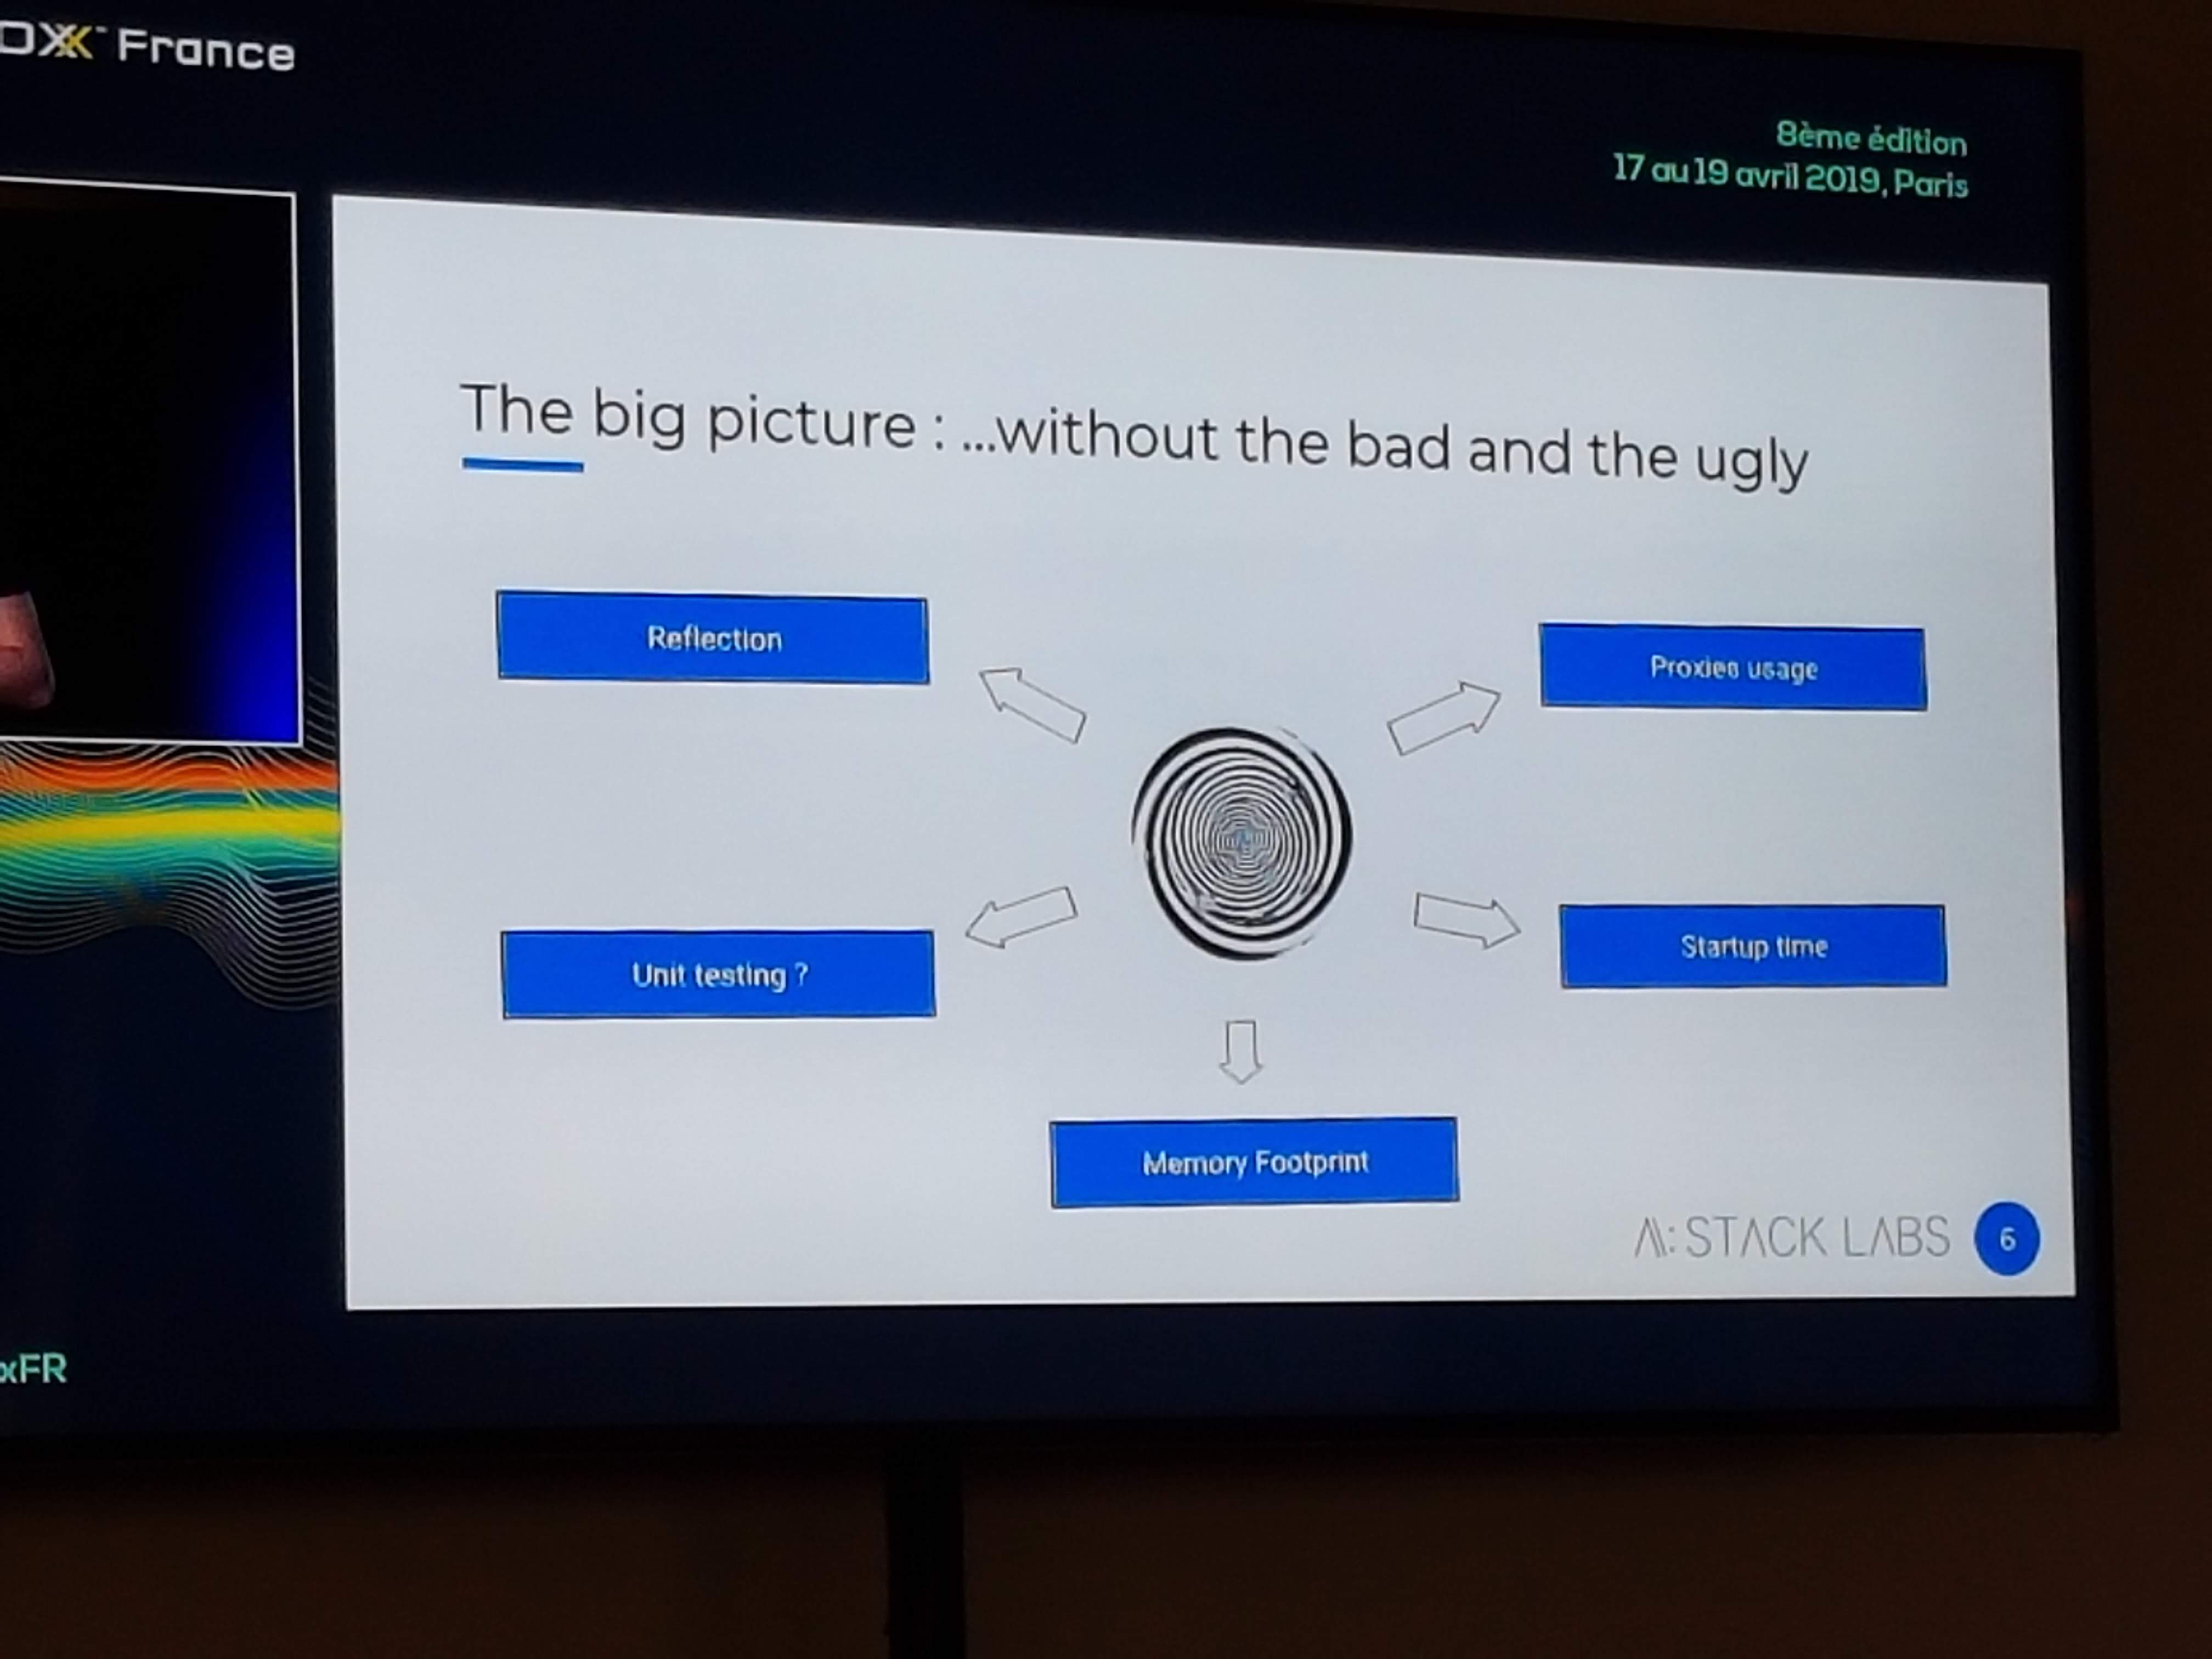 OXX France
8ème édition
17 au 19 avril 2019, Paris
The big picture : ...without the bad and the ugly
Reflection
Proxies usage
Unit testing ?
Startup time
Memory Footprint
STACK LABS
6
xFR